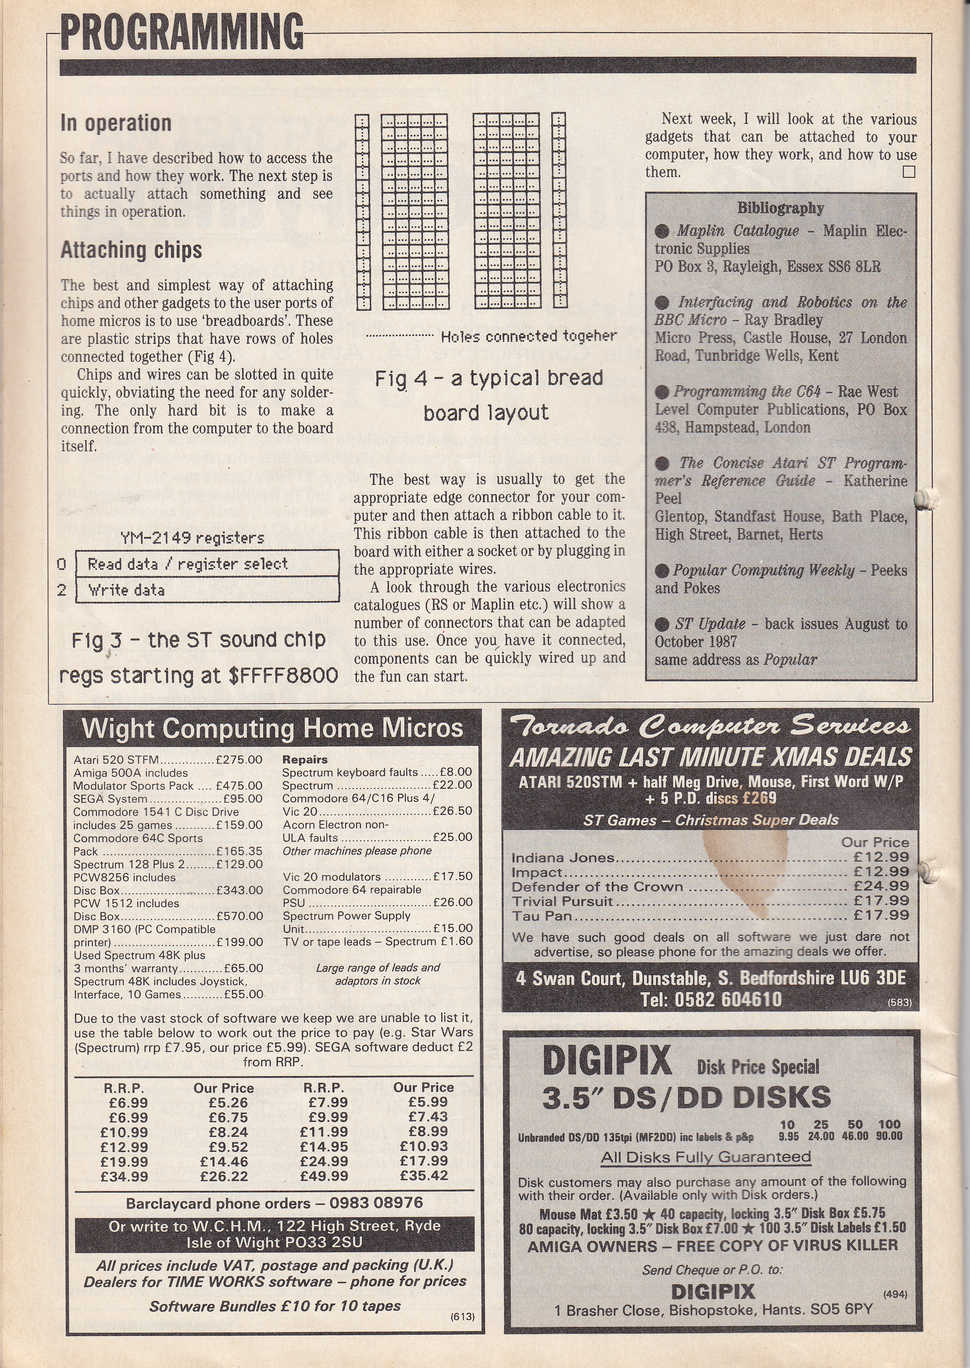 PROGRAMMING
In operation
So far, I have described how to access the
ports and how they work. The next step is
to actually attach something and see
things in operation.
Attaching chips
The best and simplest way of attaching
chips and other gadgets to the user ports of
home micros is to use ‘breadboards’. These
are plastic strips that have rows of holes
connected together (Fig 4).
Chips and wires can be slotted in quite
quickly, obviating the need for any solder-
ing. The only hard bit is to make a
connection from the computer to the board
itself.
YM-2149 registers
0 Read data / register select
2 Write data
Fig 3 - the ST sound chip
regs starting at $FFFF8800
Holes connected togeher
Fig 4 - a typical bread
board layout
The best way is usually to get the
appropriate edge connector for your com-
puter and then attach a ribbon cable to it.
This ribbon cable is then attached to the
board with either a socket or by plugging in
the appropriate wires.
A look through the various electronics
catalogues (RS or Maplin etc.) will show a
number of connectors that can be adapted
to this use. Once you have it connected,
components can be quickly wired up and
the fun can start.
Next week, I will look at the various
gadgets that can be attached to your
computer, how they work, and how to use
them. □
Bibliography
● Maplin Catalogue – Maplin Elec-
tronic Supplies
PO Box 3, Rayleigh, Essex SS6 8LR
● Interfacing and Robotics on the
BBC Micro – Ray Bradley
Micro Press, Castle House, 27 London
Road, Tunbridge Wells, Kent
● Programming the C64 – Rae West
Level Computer Publications, PO Box
438, Hampstead, London
● The Concise Atari ST Program-
mer's Reference Guide – Katherine
Peel
Glentop, Standfast House, Bath Place,
High Street, Barnet, Herts
● Popular Computing Weekly – Peeks
and Pokes
● ST Update – back issues August to
October 1987
same address as Popular
Wight Computing Home Micros
Atari 520 STFM...............£275.00
Amiga 500A includes
Modulator Sports Pack .... £475.00
SEGA System....................£95.00
Commodore 1541 C Disc Drive
includes 25 games ...........£159.00
Commodore 64C Sports
Pack ...............................£165.35
Spectrum 128 Plus 2........£129.00
PCW8256 includes
Disc Box..........................£343.00
PCW 1512 includes
Disc Box..........................£570.00
DMP 3160 (PC Compatible
printer)............................£199.00
Used Spectrum 48K plus
3 months' warranty............£65.00
Spectrum 48K includes Joystick,
Interface, 10 Games...........£55.00
Repairs
Spectrum keyboard faults .....£8.00
Spectrum ..........................£22.00
Commodore 64/C16 Plus 4/
Vic 20...............................£26.50
Acorn Electron non-
ULA faults .........................£25.00
Other machines please phone
Vic 20 modulators .............£17.50
Commodore 64 repairable
PSU ..................................£26.00
Spectrum Power Supply
Unit...................................£15.00
TV or tape leads – Spectrum £1.60
Large range of leads and
adaptors in stock
Due to the vast stock of software we keep we are unable to list it,
use the table below to work out the price to pay (e.g. Star Wars
(Spectrum) rrp £7.95, our price £5.99). SEGA software deduct £2
from RRP.
R.R.P. Our Price R.R.P. Our Price
£6.99 £5.26 £7.99 £5.99
£6.99 £6.75 £9.99 £7.43
£10.99 £8.24 £11.99 £8.99
£12.99 £9.52 £14.95 £10.93
£19.99 £14.46 £24.99 £17.99
£34.99 £26.22 £49.99 £35.42
Barclaycard phone orders – 0983 08976
Or write to W.C.H.M., 122 High Street, Ryde
Isle of Wight PO33 2SU
All prices include VAT, postage and packing (U.K.)
Dealers for TIME WORKS software – phone for prices
Software Bundles £10 for 10 tapes
(613)
Tornado Computer Services
AMAZING LAST MINUTE XMAS DEALS
ATARI 520STM + half Meg Drive, Mouse, First Word W/P
+ 5 P.D. discs £269
ST Games – Christmas Super Deals
Our Price
Indiana Jones................................ £12.99
Impact......................................... £12.99
Defender of the Crown ...................... £24.99
Trivial Pursuit................................ £17.99
Tau Pan........................................ £17.99
We have such good deals on all software we just dare not
advertise, so please phone for the amazing deals we offer.
4 Swan Court, Dunstable, S. Bedfordshire LU6 3DE
Tel: 0582 604610
(583)
DIGIPIX Disk Price Special
3.5″ DS/DD DISKS
10 25 50 100
Unbranded DS/DD 135tpi (MF2DD) inc labels & p&p 9.95 24.00 46.00 90.00
All Disks Fully Guaranteed
Disk customers may also purchase any amount of the following
with their order. (Available only with Disk orders.)
Mouse Mat £3.50 ★ 40 capacity, locking 3.5″ Disk Box £5.75
80 capacity, locking 3.5″ Disk Box £7.00 ★ 100 3.5″ Disk Labels £1.50
AMIGA OWNERS – FREE COPY OF VIRUS KILLER
Send Cheque or P.O. to:
DIGIPIX
(494)
1 Brasher Close, Bishopstoke, Hants. SO5 6PY